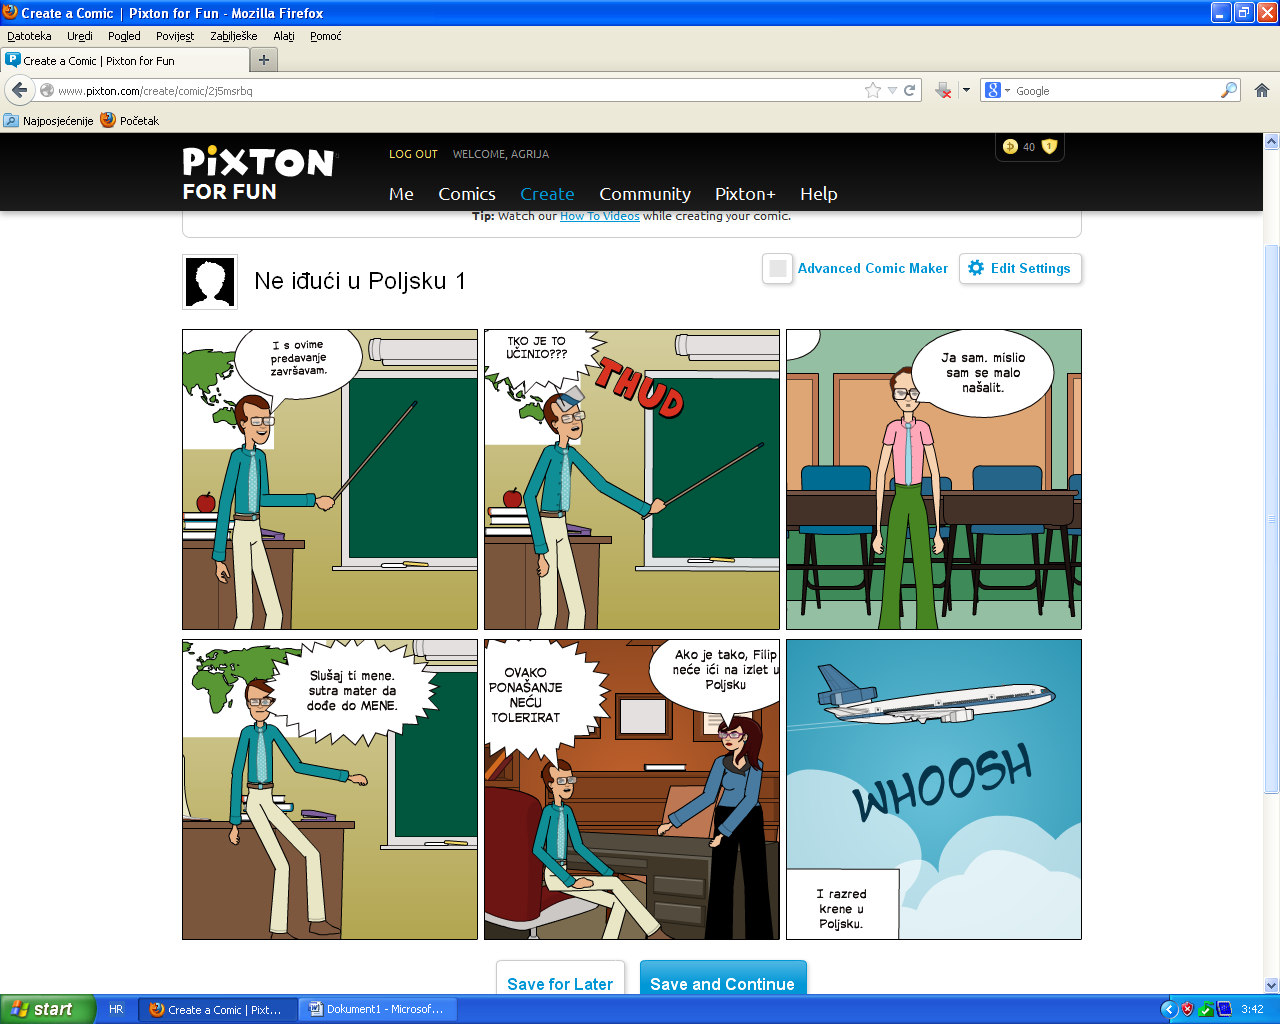 Create a Comic | Pixton for Fun - Mozilla Firefox
Datoteka Uredi Pogled Povijest Zabilješke Alati Pomoć
Create a Comic | Pixton for Fun
www.pixton.com/create/comic/2j5msrbq
Google
Najposjećenije Početak
PiXTON
FOR FUN
LOG OUT WELCOME, AGRIJA
40 1
Me Comics Create Community Pixton+ Help
Tip: Watch our How To Videos while creating your comic.
Ne iđući u Poljsku 1
Advanced Comic Maker
Edit Settings
I s ovime
predavanje
završavam.
TKO JE TO
UČINIO???
THUD
Ja sam. mislio
sam se malo
našalit.
Slušaj ti mene.
sutra mater da
dođe do MENE.
OVAKO
PONAŠANJE
NEĆU
TOLERIRAT
Ako je tako, Filip
neće ići na izlet u
Poljsku
WHOOSH
I razred
krene u
Poljsku.
Save for Later
Save and Continue
start
HR
Create a Comic | Pixt...
Dokument1 - Microsof...
3:42